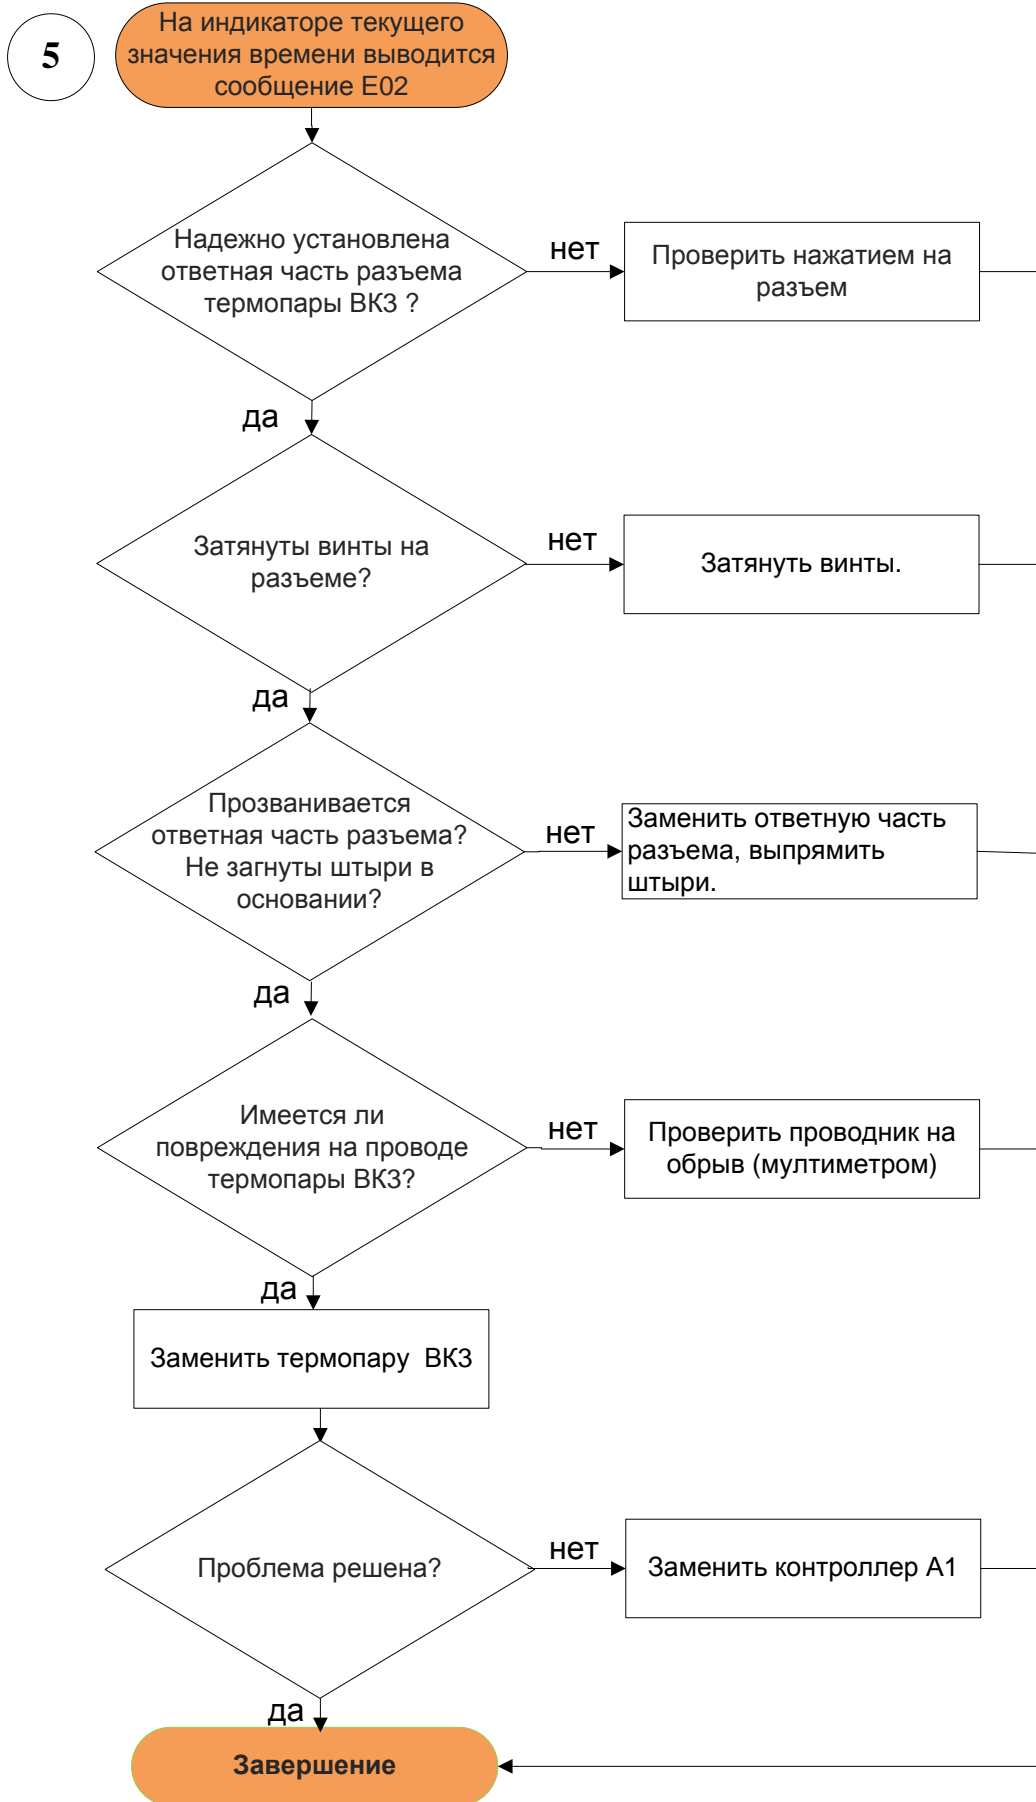 5
На индикаторе текущего
значения времени выводится
сообщение Е02
Надежно установлена
ответная часть разъема
термопары ВК3 ?
нет
Проверить нажатием на
разъем
да
Затянуты винты на
разъеме?
нет
Затянуть винты.
да
Прозванивается
ответная часть разъема?
Не загнуты штыри в
основании?
нет
Заменить ответную часть
разъема, выпрямить
штыри.
да
Имеется ли
повреждения на проводе
термопары ВК3?
нет
Проверить проводник на
обрыв (мултиметром)
да
Заменить термопару ВК3
Проблема решена?
нет
Заменить контроллер А1
да
Завершение